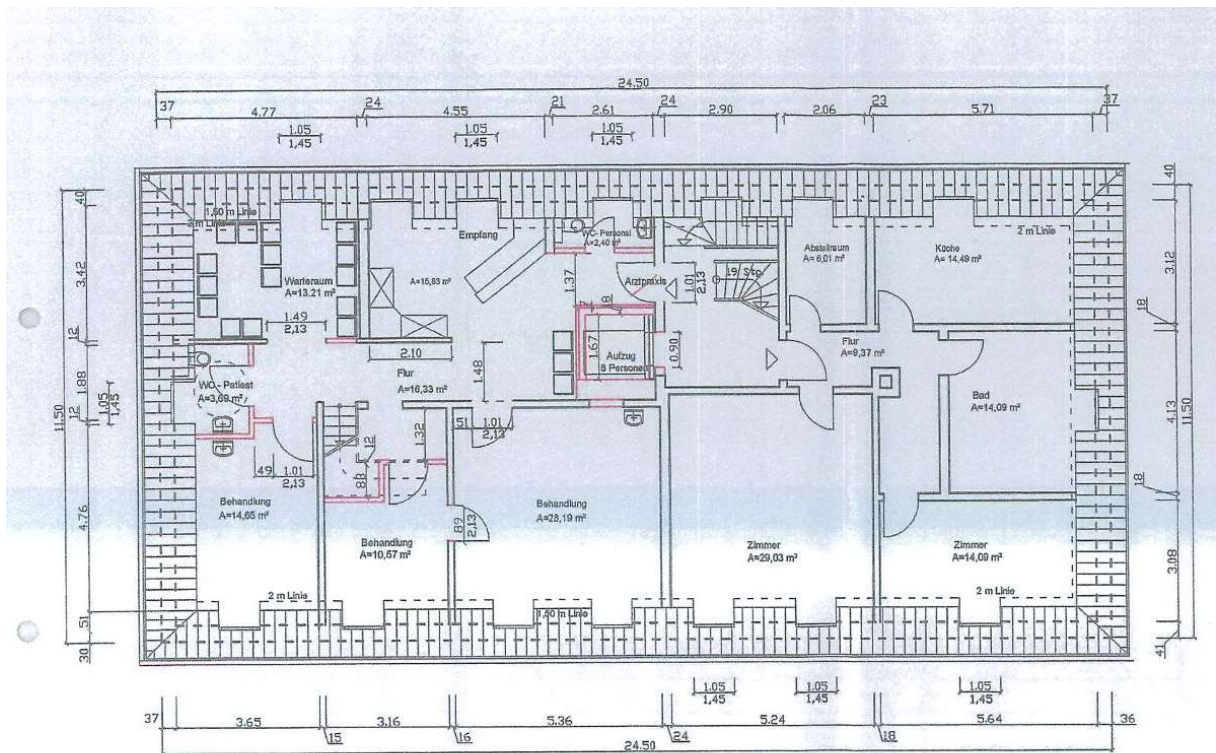 24.50
37
24
21
24
23
37
4.77
4.55
2.61
2.90
2.06
5.71
1.05
1,45
1.05
1,45
1.05
1,45
40
40
1,50 m Linie
2 m Linie
Empfang
WC- Personal
A=2,40 m²
Abstellraum
A= 6,01 m²
Küche
A= 14,49 m²
2 m Linie
3.42
Warteraum
A=13.21 m²
A=15,83 m²
1.37
Arztpraxis
1.01
2,13
19 Stg
3.12
1.49
2,13
8
18
12
2.10
1.67
Aufzug
8 Personen
0.90
Flur
A=9,37 m²
1.88
1.05
1,45
WC - Patient
A=3,69 m²
Flur
A=16,33 m²
1.48
Bad
A=14,09 m²
4.13
11.50
11.50
12
51
1.01
2,13
1.32
12
88
49
1.01
2,13
18
4.76
Behandlung
A=14,65 m²
Behandlung
A=28,19 m²
89
2,13
Behandlung
A=10,57 m²
Zimmer
A=29,03 m²
Zimmer
A=14,09 m²
3.08
2 m Linie
1,50 m Linie
2 m Linie
51
30
41
1.05
1,45
1.05
1,45
1.05
1,45
37
3.65
3.16
5.36
5.24
5.64
36
15
16
24
18
24.50